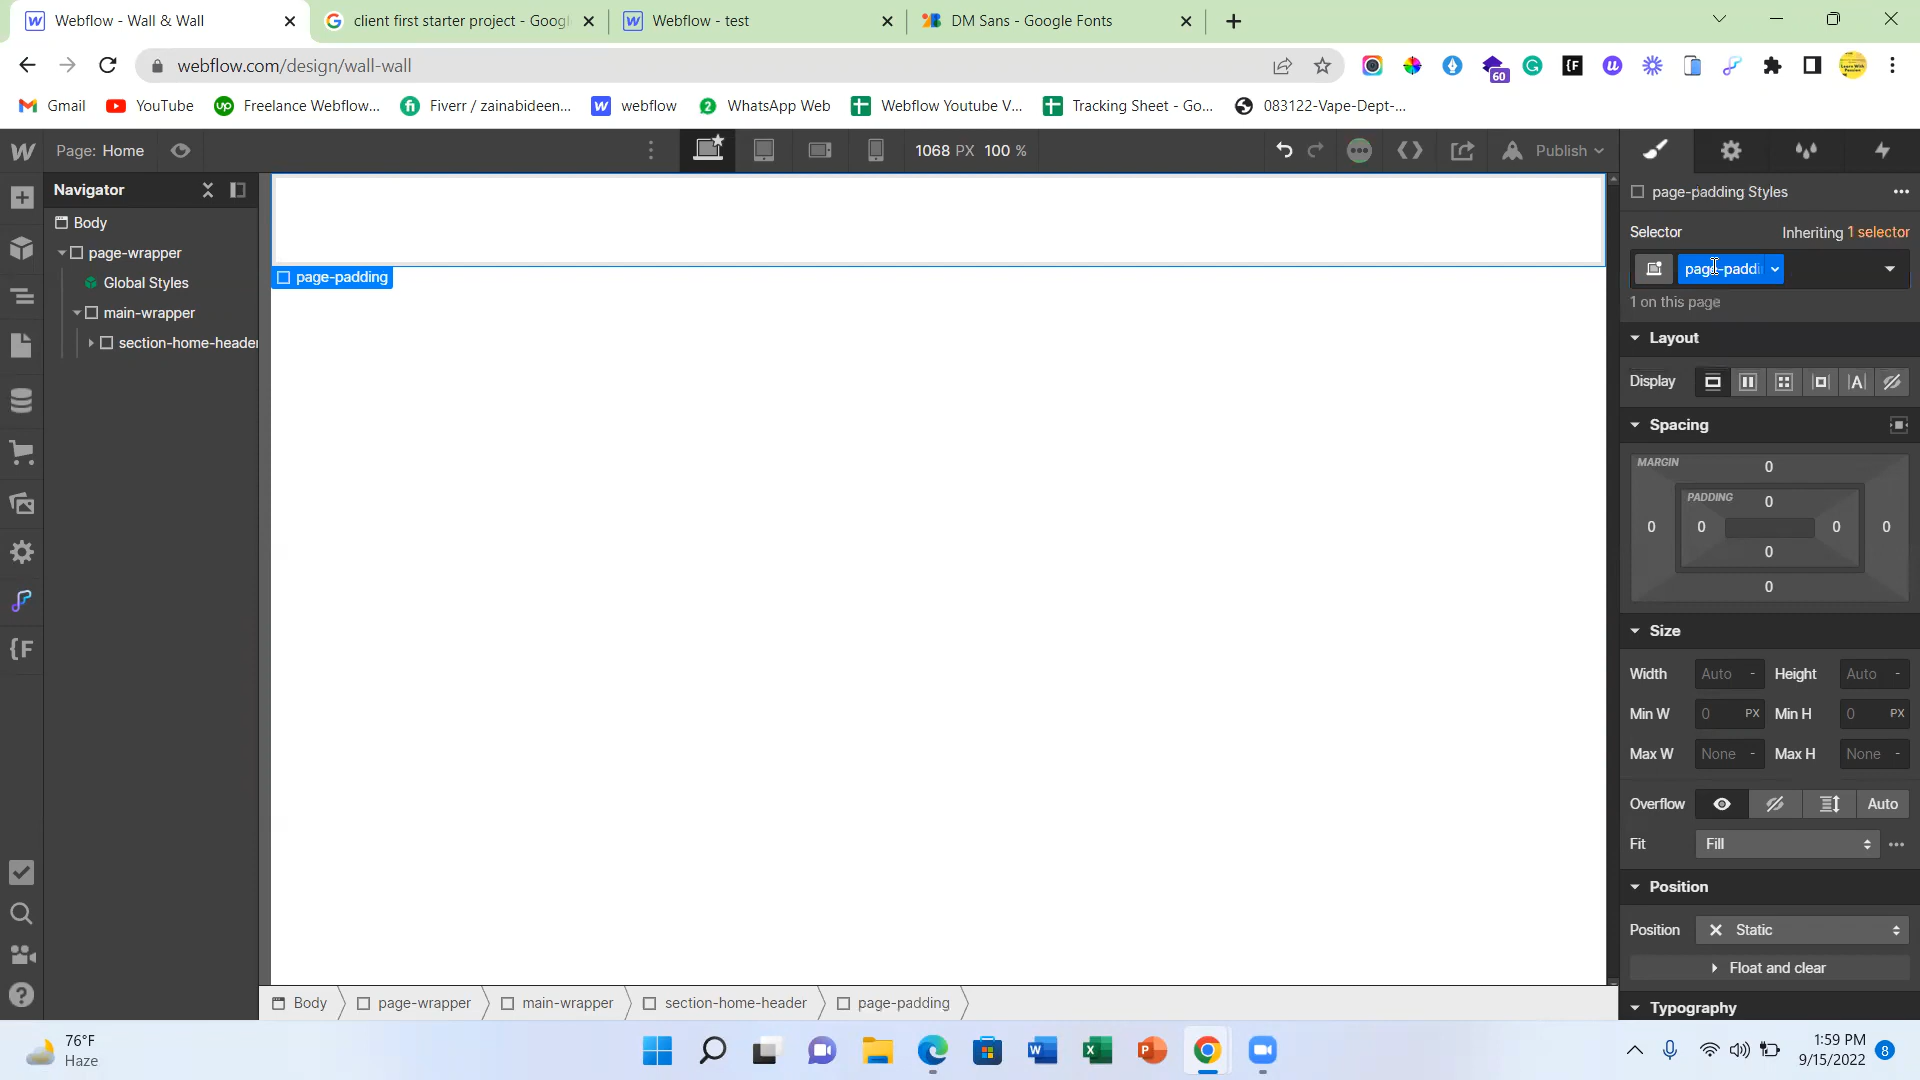 Webflow - Wall & Wall
client first starter project - Googl
Webflow - test
DM Sans - Google Fonts
webflow.com/design/wall-wall
60
Gmail
YouTube
Freelance Webflow...
Fiverr / zainabideen...
webflow
WhatsApp Web
Webflow Youtube V...
Tracking Sheet - Go...
083122-Vape-Dept-...
Page: Home
1068 PX 100 %
Publish
Navigator
Body
page-wrapper
Global Styles
main-wrapper
section-home-header
page-padding
page-padding Styles
Selector
Inheriting 1 selector
page-paddi
1 on this page
Layout
Display
Spacing
MARGIN
0
PADDING
0
0
0
0
0
0
0
Size
Width
Auto
-
Height
Auto
-
Min W
0
PX
Min H
0
PX
Max W
None
-
Max H
None
-
Overflow
Auto
Fit
Fill
Position
Position
Static
Float and clear
Typography
Body
page-wrapper
main-wrapper
section-home-header
page-padding
76°F
Haze
1:59 PM
9/15/2022
8